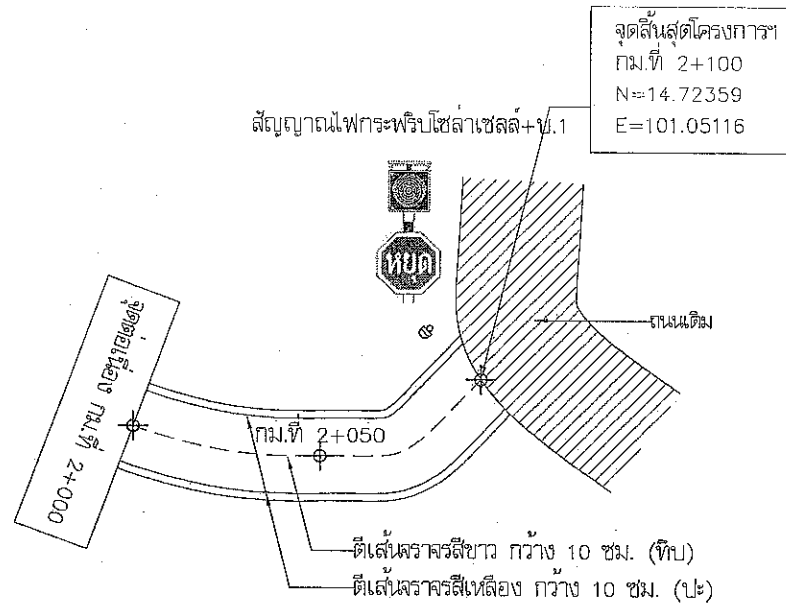 จุดสิ้นสุดโครงการฯ
กม.ที่ 2+100
N=14.72359
E=101.05116
สัญญาณไฟกระพริบโซล่าเซลล์+บ.1
หยุด
ถนนเดิม
จุดต่อเนื่อง กม.ที่ 2+000
กม.ที่ 2+050
ตีเส้นจราจรสีขาว กว้าง 10 ซม. (ทึบ)
ตีเส้นจราจรสีเหลือง กว้าง 10 ซม. (ปะ)